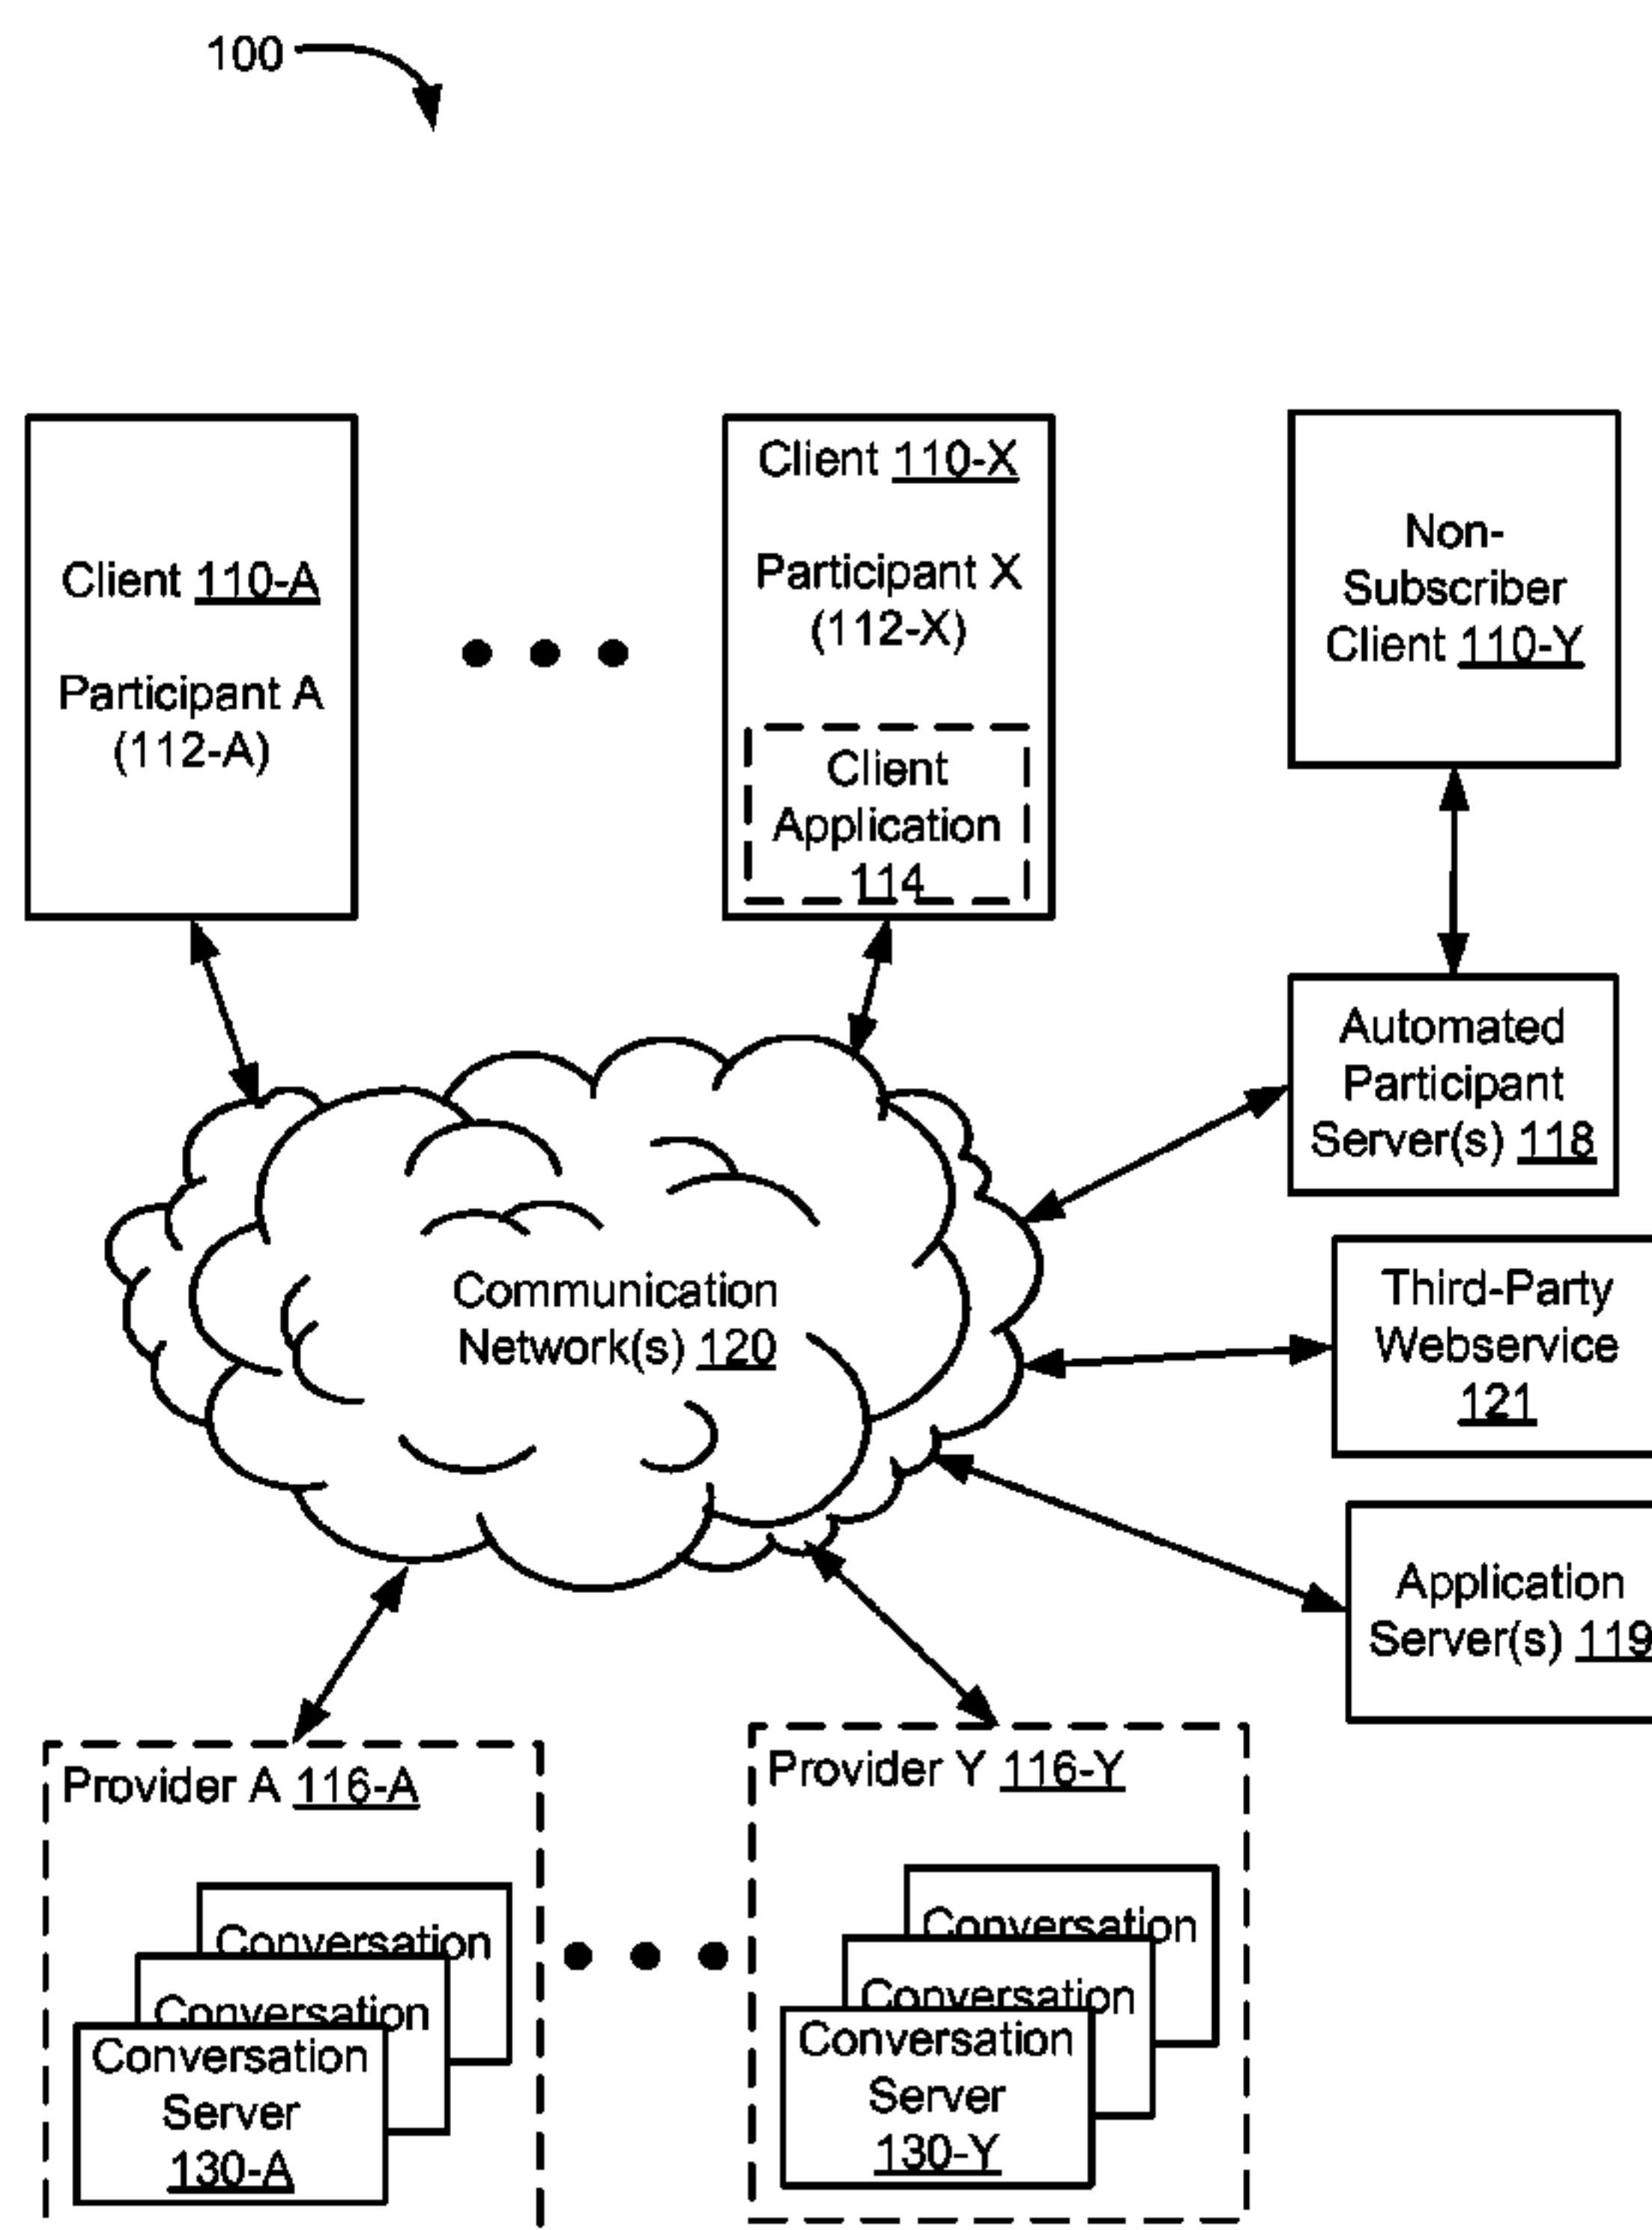 100
Client 110-A
Participant A
(112-A)
Client 110-X
Participant X
(112-X)
Client
Application
114
Non-
Subscriber
Client 110-Y
Automated
Participant
Server(s) 118
Communication
Network(s) 120
Third-Party
Webservice
121
Application
Server(s) 119
Provider A 116-A
Conversation
Conversation
Conversation
Server
130-A
Provider Y 116-Y
Conversation
Conversation
Conversation
Server
130-Y